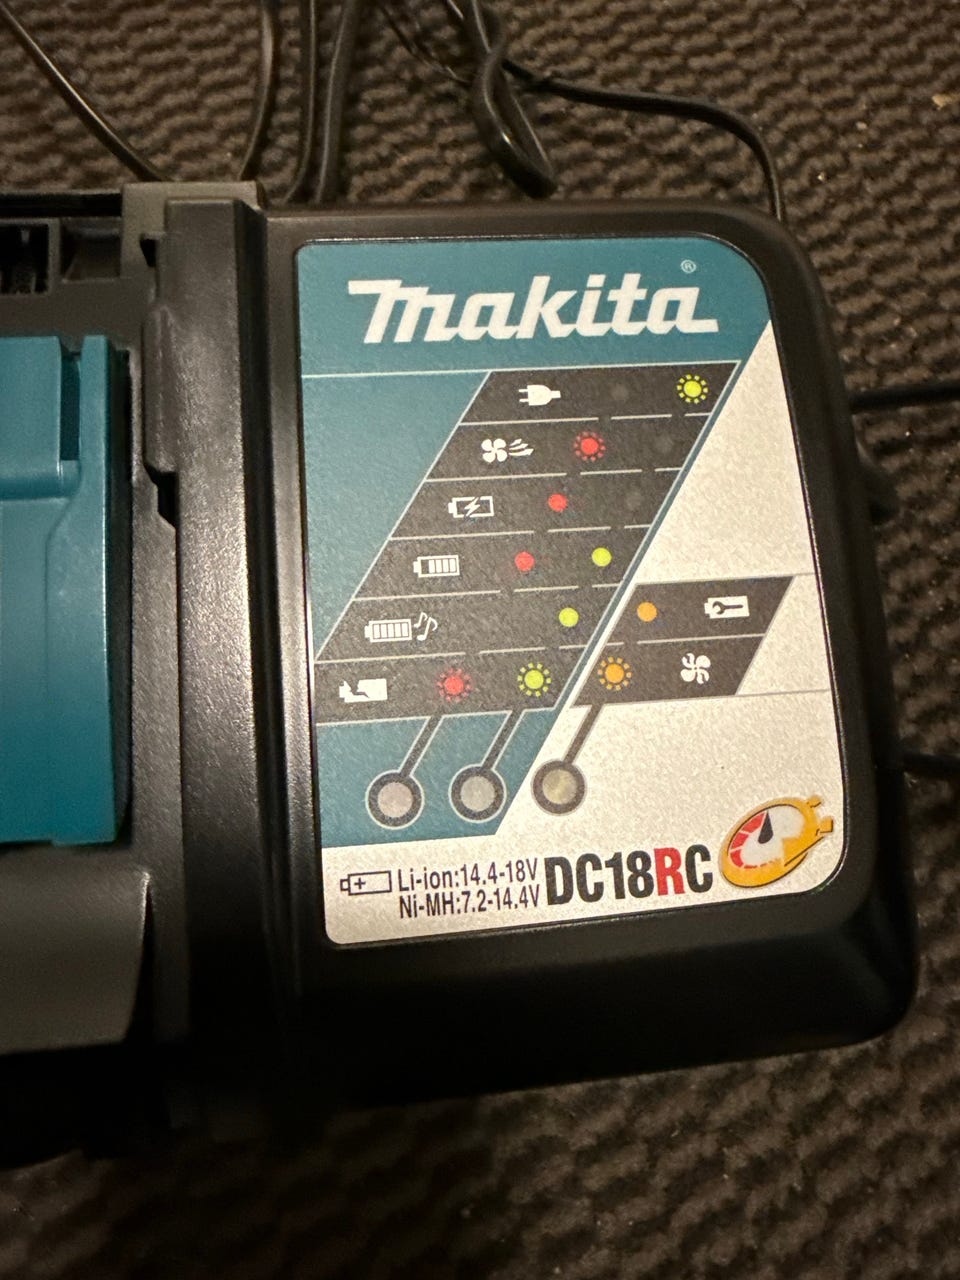 makita®
Li-ion:14.4-18V
Ni-MH:7.2-14.4V
DC18RC